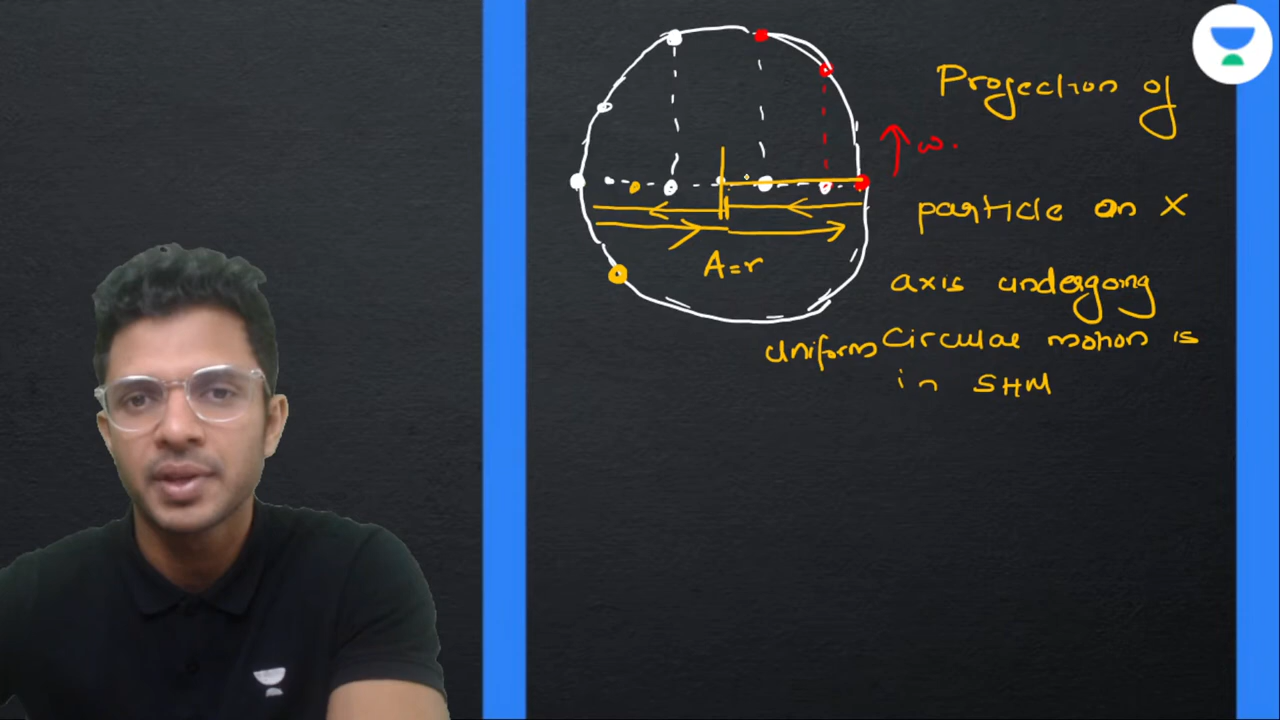 Projection of
ω.
particle on X
A=r
axis undergoing
uniform Circular motion is
in SHM